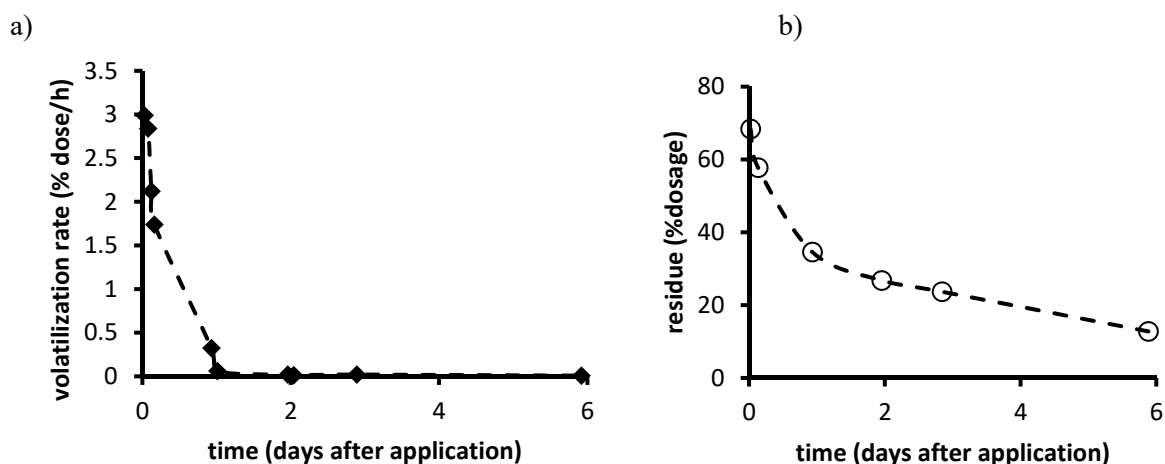 a)
3.5
3
2.5
2
1.5
1
0.5
0
volatilization rate (% dose/h)
0 2 4 6
time (days after application)
b)
80
60
40
20
0
residue (%dosage)
0 2 4 6
time (days after application)